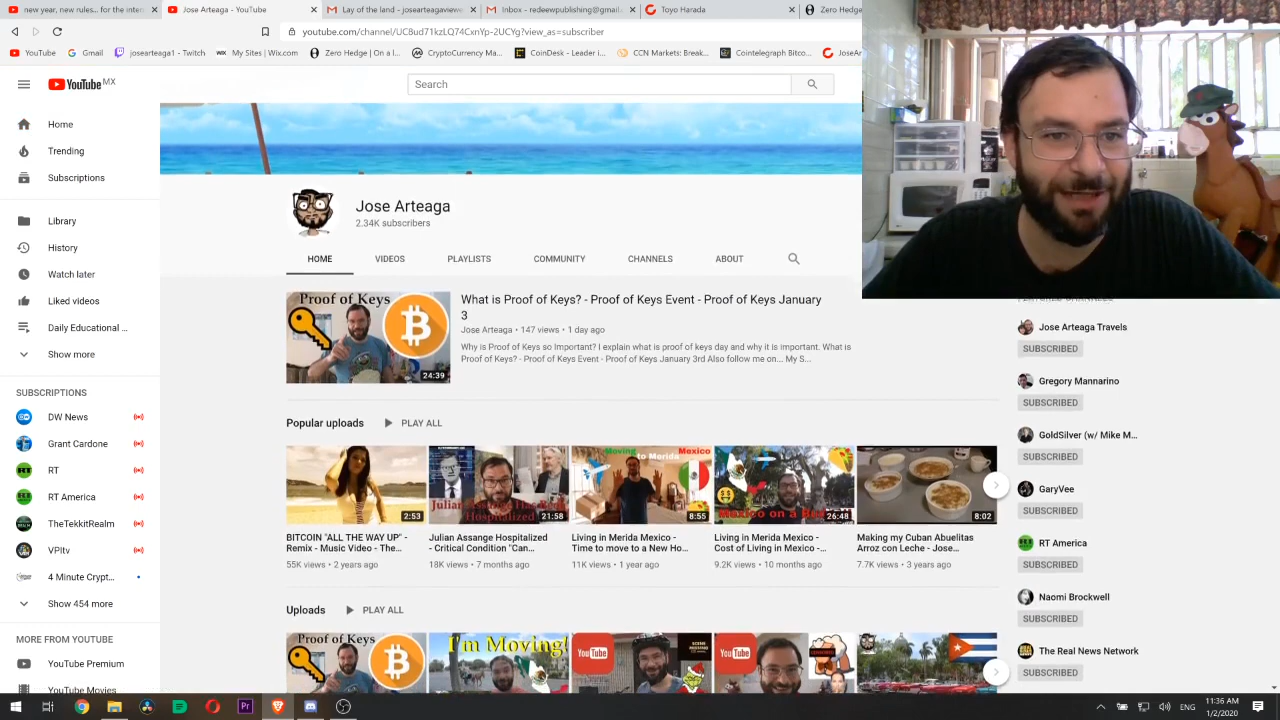 new year, new rules.. for the inter
Jose Arteaga - YouTube
Lay of the land - josearteagavewe
Inbox - redeewpublishing@gmail.
Toyo Harada
Zero Hedge
youtube.com/channel/UC8ud71kzLQ74CxnYp-2UCYg?view_as=subscriber
YouTube
Gmail
josearteaga1 - Twitch
My Sites | Wix.com
Zero Hedge | On a l...
CryptoCompare.com...
CoinDesk - Leader i...
CCN Markets: Break...
Cointelegraph Bitco...
JoseAr
YouTube MX
Search
Home
Trending
Subscriptions
Library
History
Watch later
Liked videos
Daily Educational ...
Show more
SUBSCRIPTIONS
DW News
Grant Cardone
RT
RT America
TheTekkitRealm
VPItv
4 Minute Crypt...
Show 454 more
MORE FROM YOUTUBE
YouTube Premium
YouTube Movies
Jose Arteaga
2.34K subscribers
HOME
VIDEOS
PLAYLISTS
COMMUNITY
CHANNELS
ABOUT
Proof of Keys
24:39
What is Proof of Keys? - Proof of Keys Event - Proof of Keys January
3
Jose Arteaga • 147 views • 1 day ago
Why is Proof of Keys so Important? I explain what is proof of keys day and why it is important. What is
Proof of Keys? - Proof of Keys Event - Proof of Keys January 3rd Also follow me on... My S...
Popular uploads
PLAY ALL
2:53
21:58
Moving to Merida Mexico
8:55
Mexico on a
26:48
8:02
BITCOIN "ALL THE WAY UP" -
Remix - Music Video - The...
55K views • 2 years ago
Julian Assange Hospitalized
- Critical Condition "Can...
18K views • 7 months ago
Living in Merida Mexico -
Time to move to a New Ho...
11K views • 1 year ago
Living in Merida Mexico -
Cost of Living in Mexico -...
9.2K views • 10 months ago
Making my Cuban Abuelitas
Arroz con Leche - Jose...
7.7K views • 3 years ago
Uploads
PLAY ALL
Proof of Keys
I'm Moving!
YouTube
YouTube
Jose Arteaga Travels
SUBSCRIBED
Gregory Mannarino
SUBSCRIBED
GoldSilver (w/ Mike M...
SUBSCRIBED
GaryVee
SUBSCRIBED
RT America
SUBSCRIBED
Naomi Brockwell
SUBSCRIBED
The Real News Network
SUBSCRIBED
ENG
11:36 AM
1/2/2020